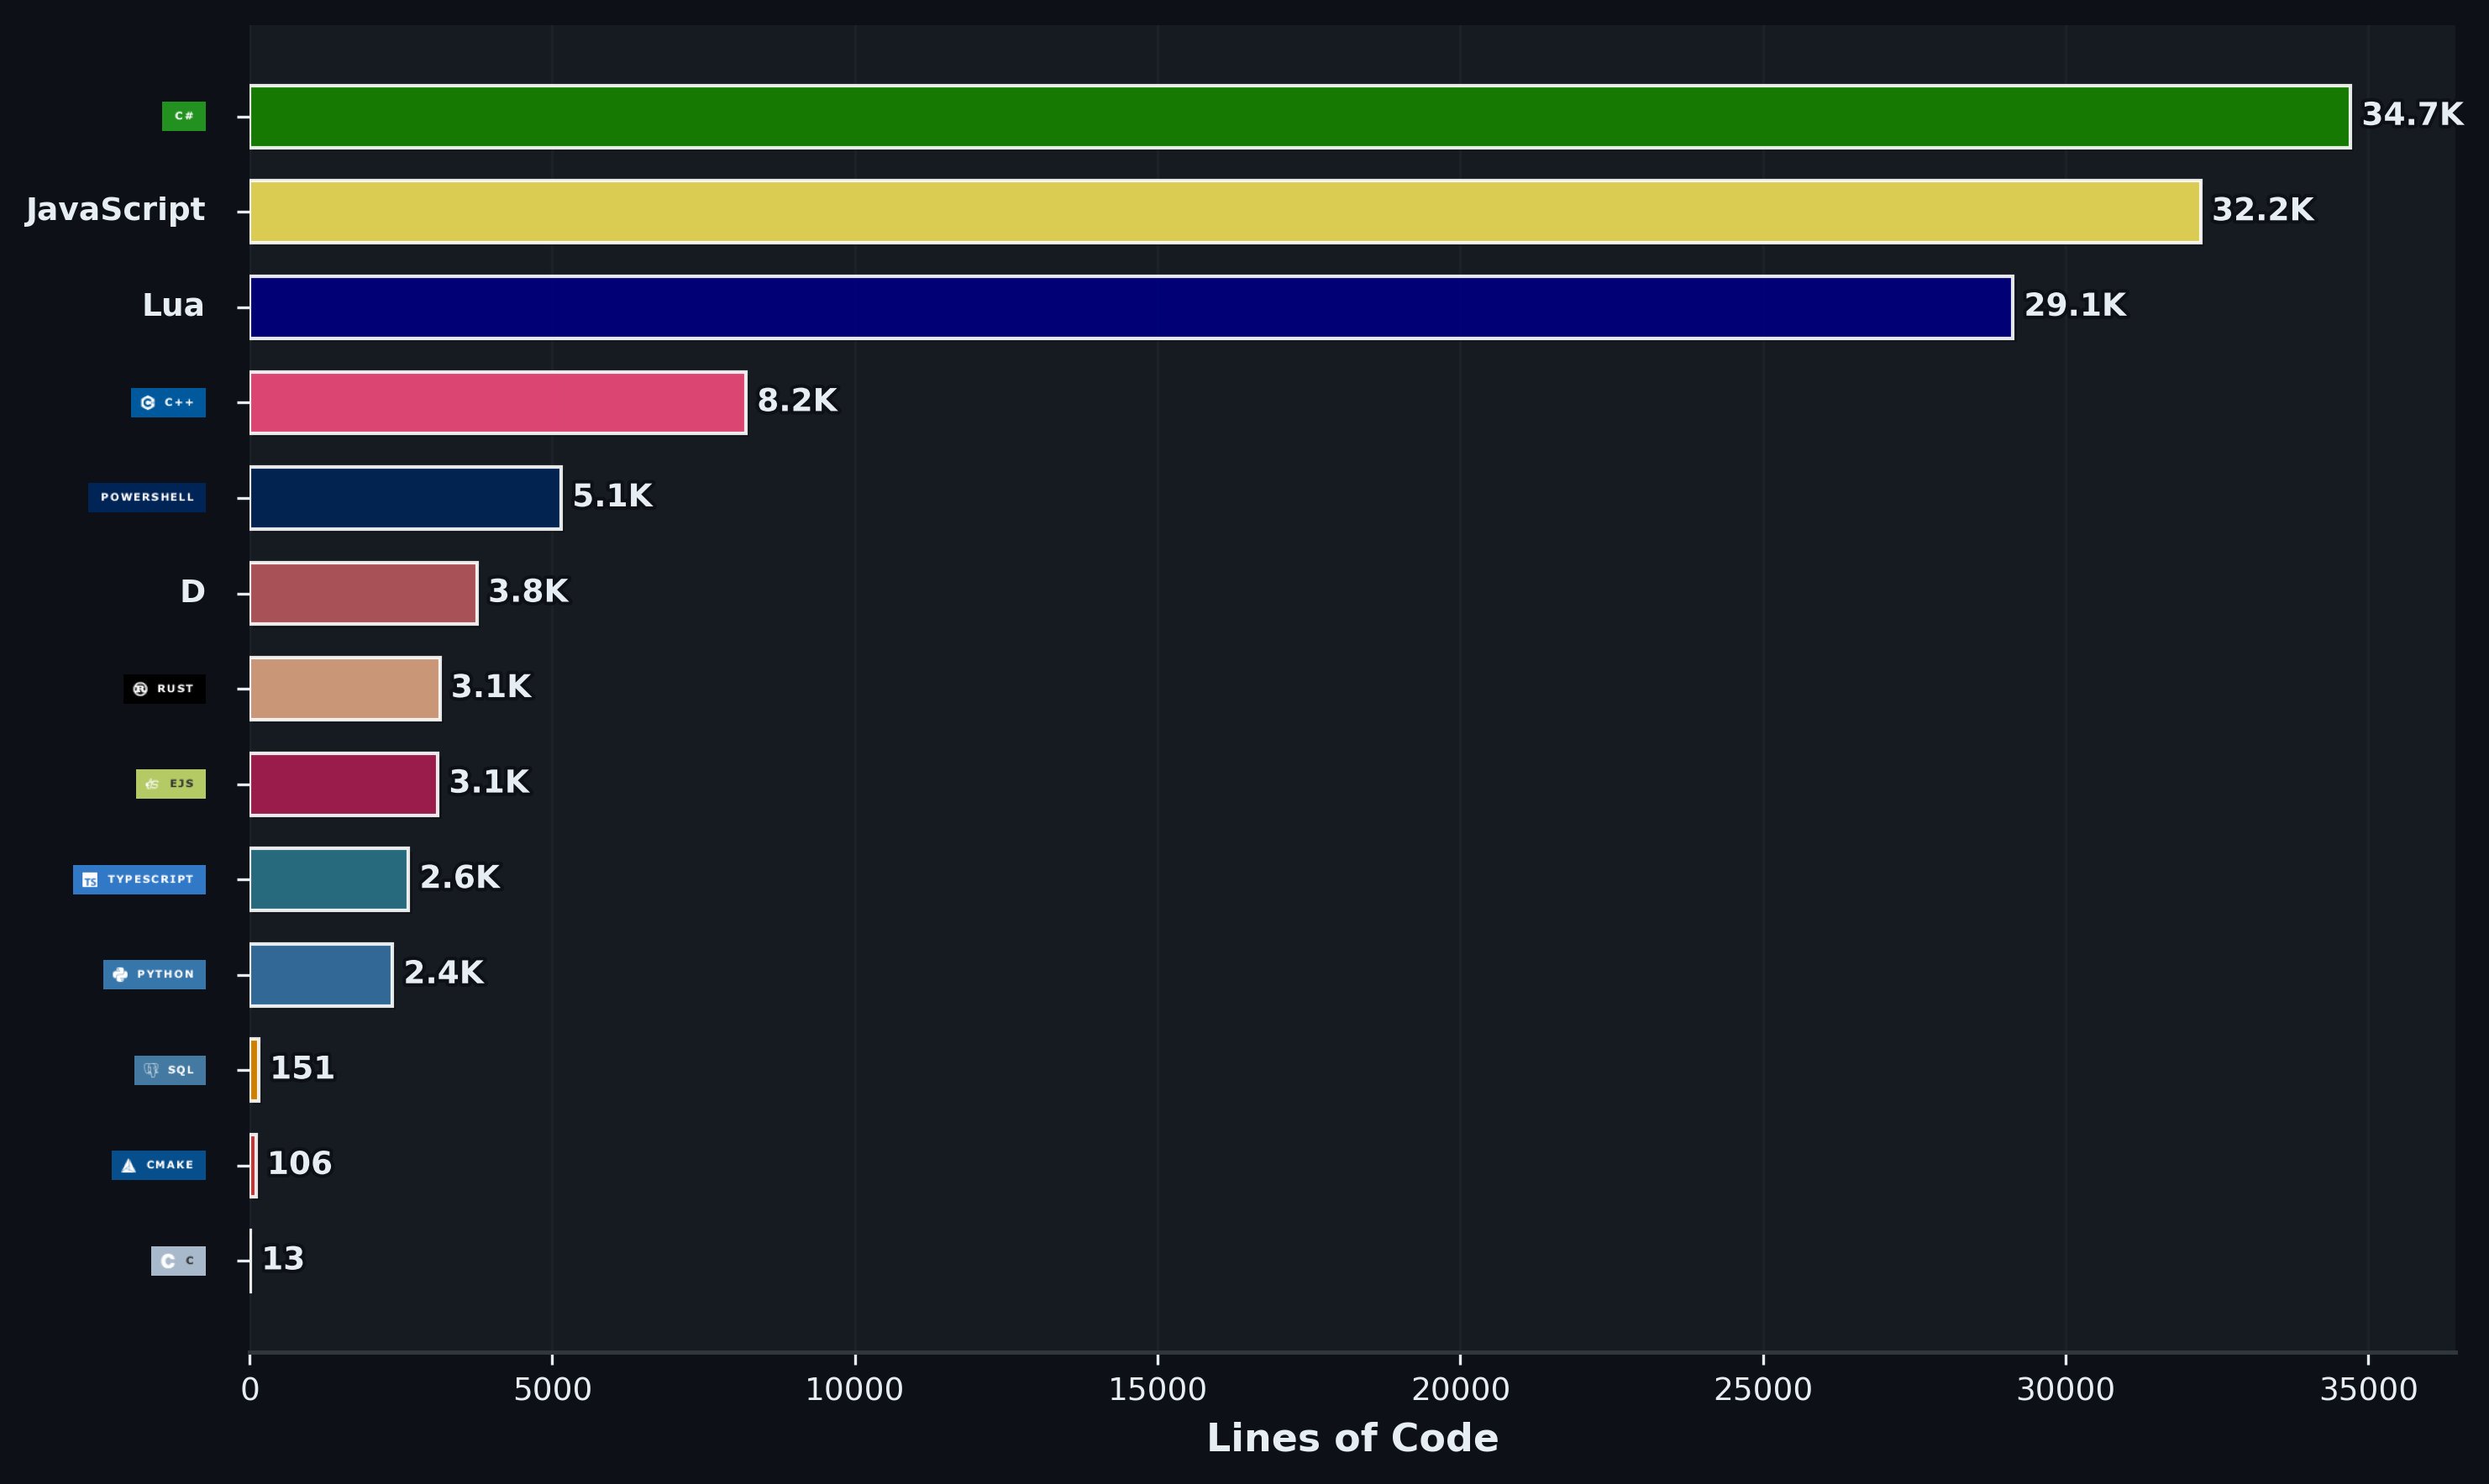 C# 34.7K
JavaScript 32.2K
Lua 29.1K
C++ 8.2K
POWERSHELL 5.1K
D 3.8K
RUST 3.1K
EJS 3.1K
TS TYPESCRIPT 2.6K
PYTHON 2.4K
SQL 151
CMAKE 106
C C 13
0 5000 10000 15000 20000 25000 30000 35000
Lines of Code